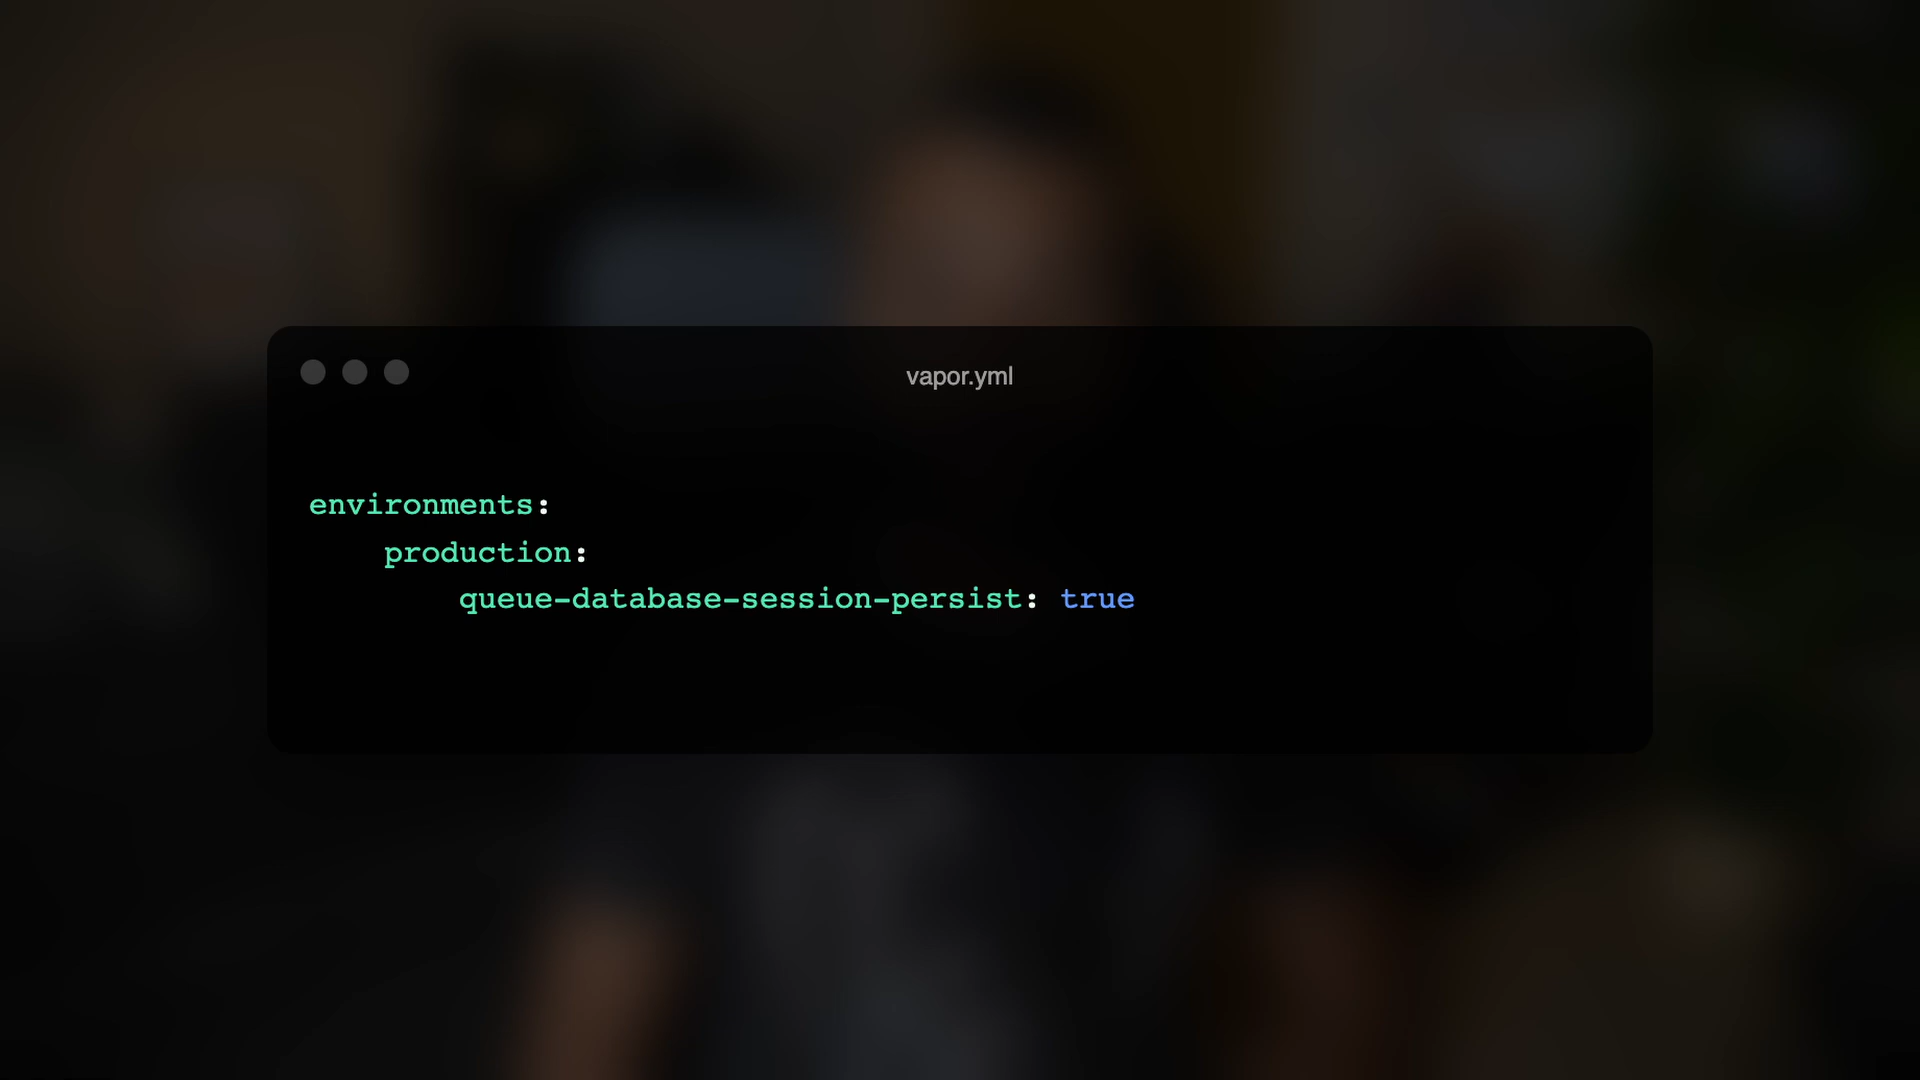 vapor.yml
environments:
production:
queue-database-session-persist: true